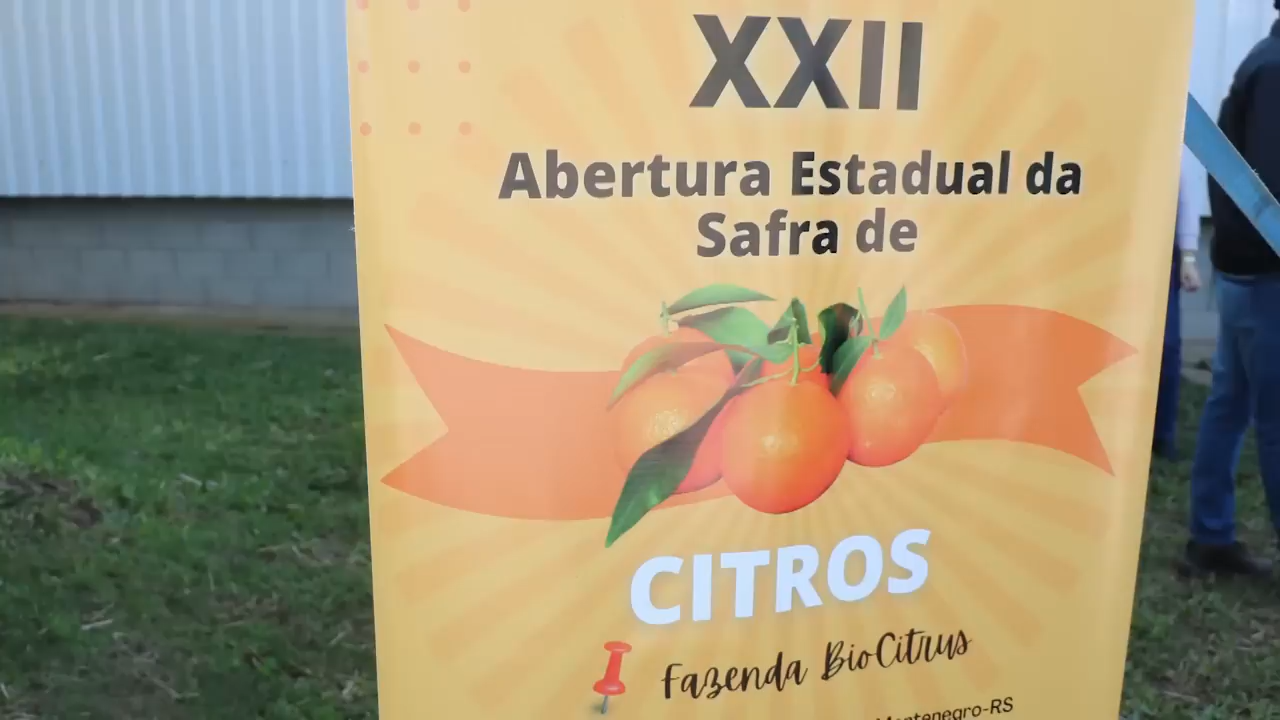 XXII
Abertura Estadual da
Safra de
CITROS
Fazenda BioCitrus
Montenegro-RS